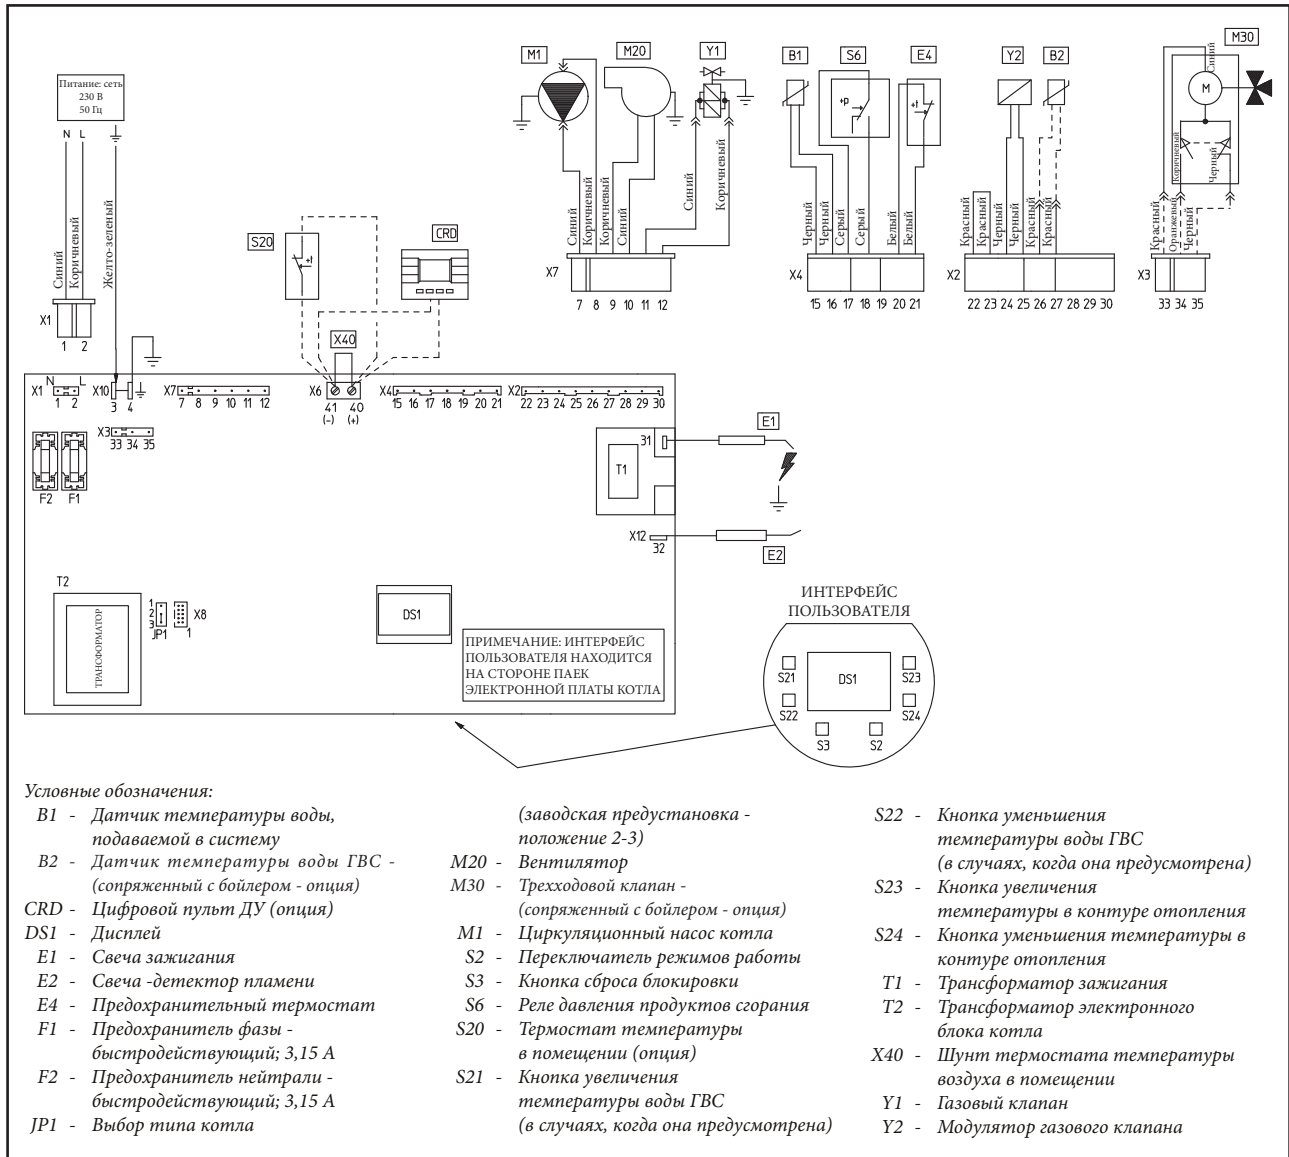 M1
M20
Y1
B1
S6
E4
Y2
B2
M30
Питание: сеть
230 В
50 Гц
N L
Синий
Коричневый
Желто-зеленый
X1
1 2
S20
+t
CRD
X40
Синий
Коричневый
Коричневый
Синий
Синий
Коричневый
X7
7 8 9 10 11 12
+p
+t
Черный
Черный
Серый
Серый
Белый
Белый
X4
15 16 17 18 19 20 21
Красный
Красный
Черный
Черный
Красный
Красный
X2
22 23 24 25 26 27 28 29 30
Синий
M
Коричневый
Черный
Красный
Оранжевый
Черный
X3
33 34 35
X1 N L
1 2
X10
3 4
X7
7 8 9 10 11 12
X6
41 40
(-) (+)
X4
15 16 17 18 19 20 21
X2
22 23 24 25 26 27 28 29 30
X3
33 34 35
F2 F1
31
T1
E1
X12
32
E2
T2
ТРАНСФОРМАТОР
1
2
3
JP1
X8
1
DS1
ПРИМЕЧАНИЕ: ИНТЕРФЕЙС
ПОЛЬЗОВАТЕЛЯ НАХОДИТСЯ
НА СТОРОНЕ ПАЕК
ЭЛЕКТРОННОЙ ПЛАТЫ КОТЛА
ИНТЕРФЕЙС
ПОЛЬЗОВАТЕЛЯ
S21
DS1
S23
S22
S24
S3
S2
Условные обозначения:
B1 - Датчик температуры воды,
подаваемой в систему
B2 - Датчик температуры воды ГВС -
(сопряженный с бойлером - опция)
CRD - Цифровой пульт ДУ (опция)
DS1 - Дисплей
E1 - Свеча зажигания
E2 - Свеча -детектор пламени
E4 - Предохранительный термостат
F1 - Предохранитель фазы -
быстродействующий; 3,15 А
F2 - Предохранитель нейтрали -
быстродействующий; 3,15 А
JP1 - Выбор типа котла
(заводская предустановка -
положение 2-3)
M20 - Вентилятор
M30 - Трехходовой клапан -
(сопряженный с бойлером - опция)
M1 - Циркуляционный насос котла
S2 - Переключатель режимов работы
S3 - Кнопка сброса блокировки
S6 - Реле давления продуктов сгорания
S20 - Термостат температуры
в помещении (опция)
S21 - Кнопка увеличения
температуры воды ГВС
(в случаях, когда она предусмотрена)
S22 - Кнопка уменьшения
температуры воды ГВС
(в случаях, когда она предусмотрена)
S23 - Кнопка увеличения
температуры в контуре отопления
S24 - Кнопка уменьшения температуры в
контуре отопления
T1 - Трансформатор зажигания
T2 - Трансформатор электронного
блока котла
X40 - Шунт термостата температуры
воздуха в помещении
Y1 - Газовый клапан
Y2 - Модулятор газового клапана